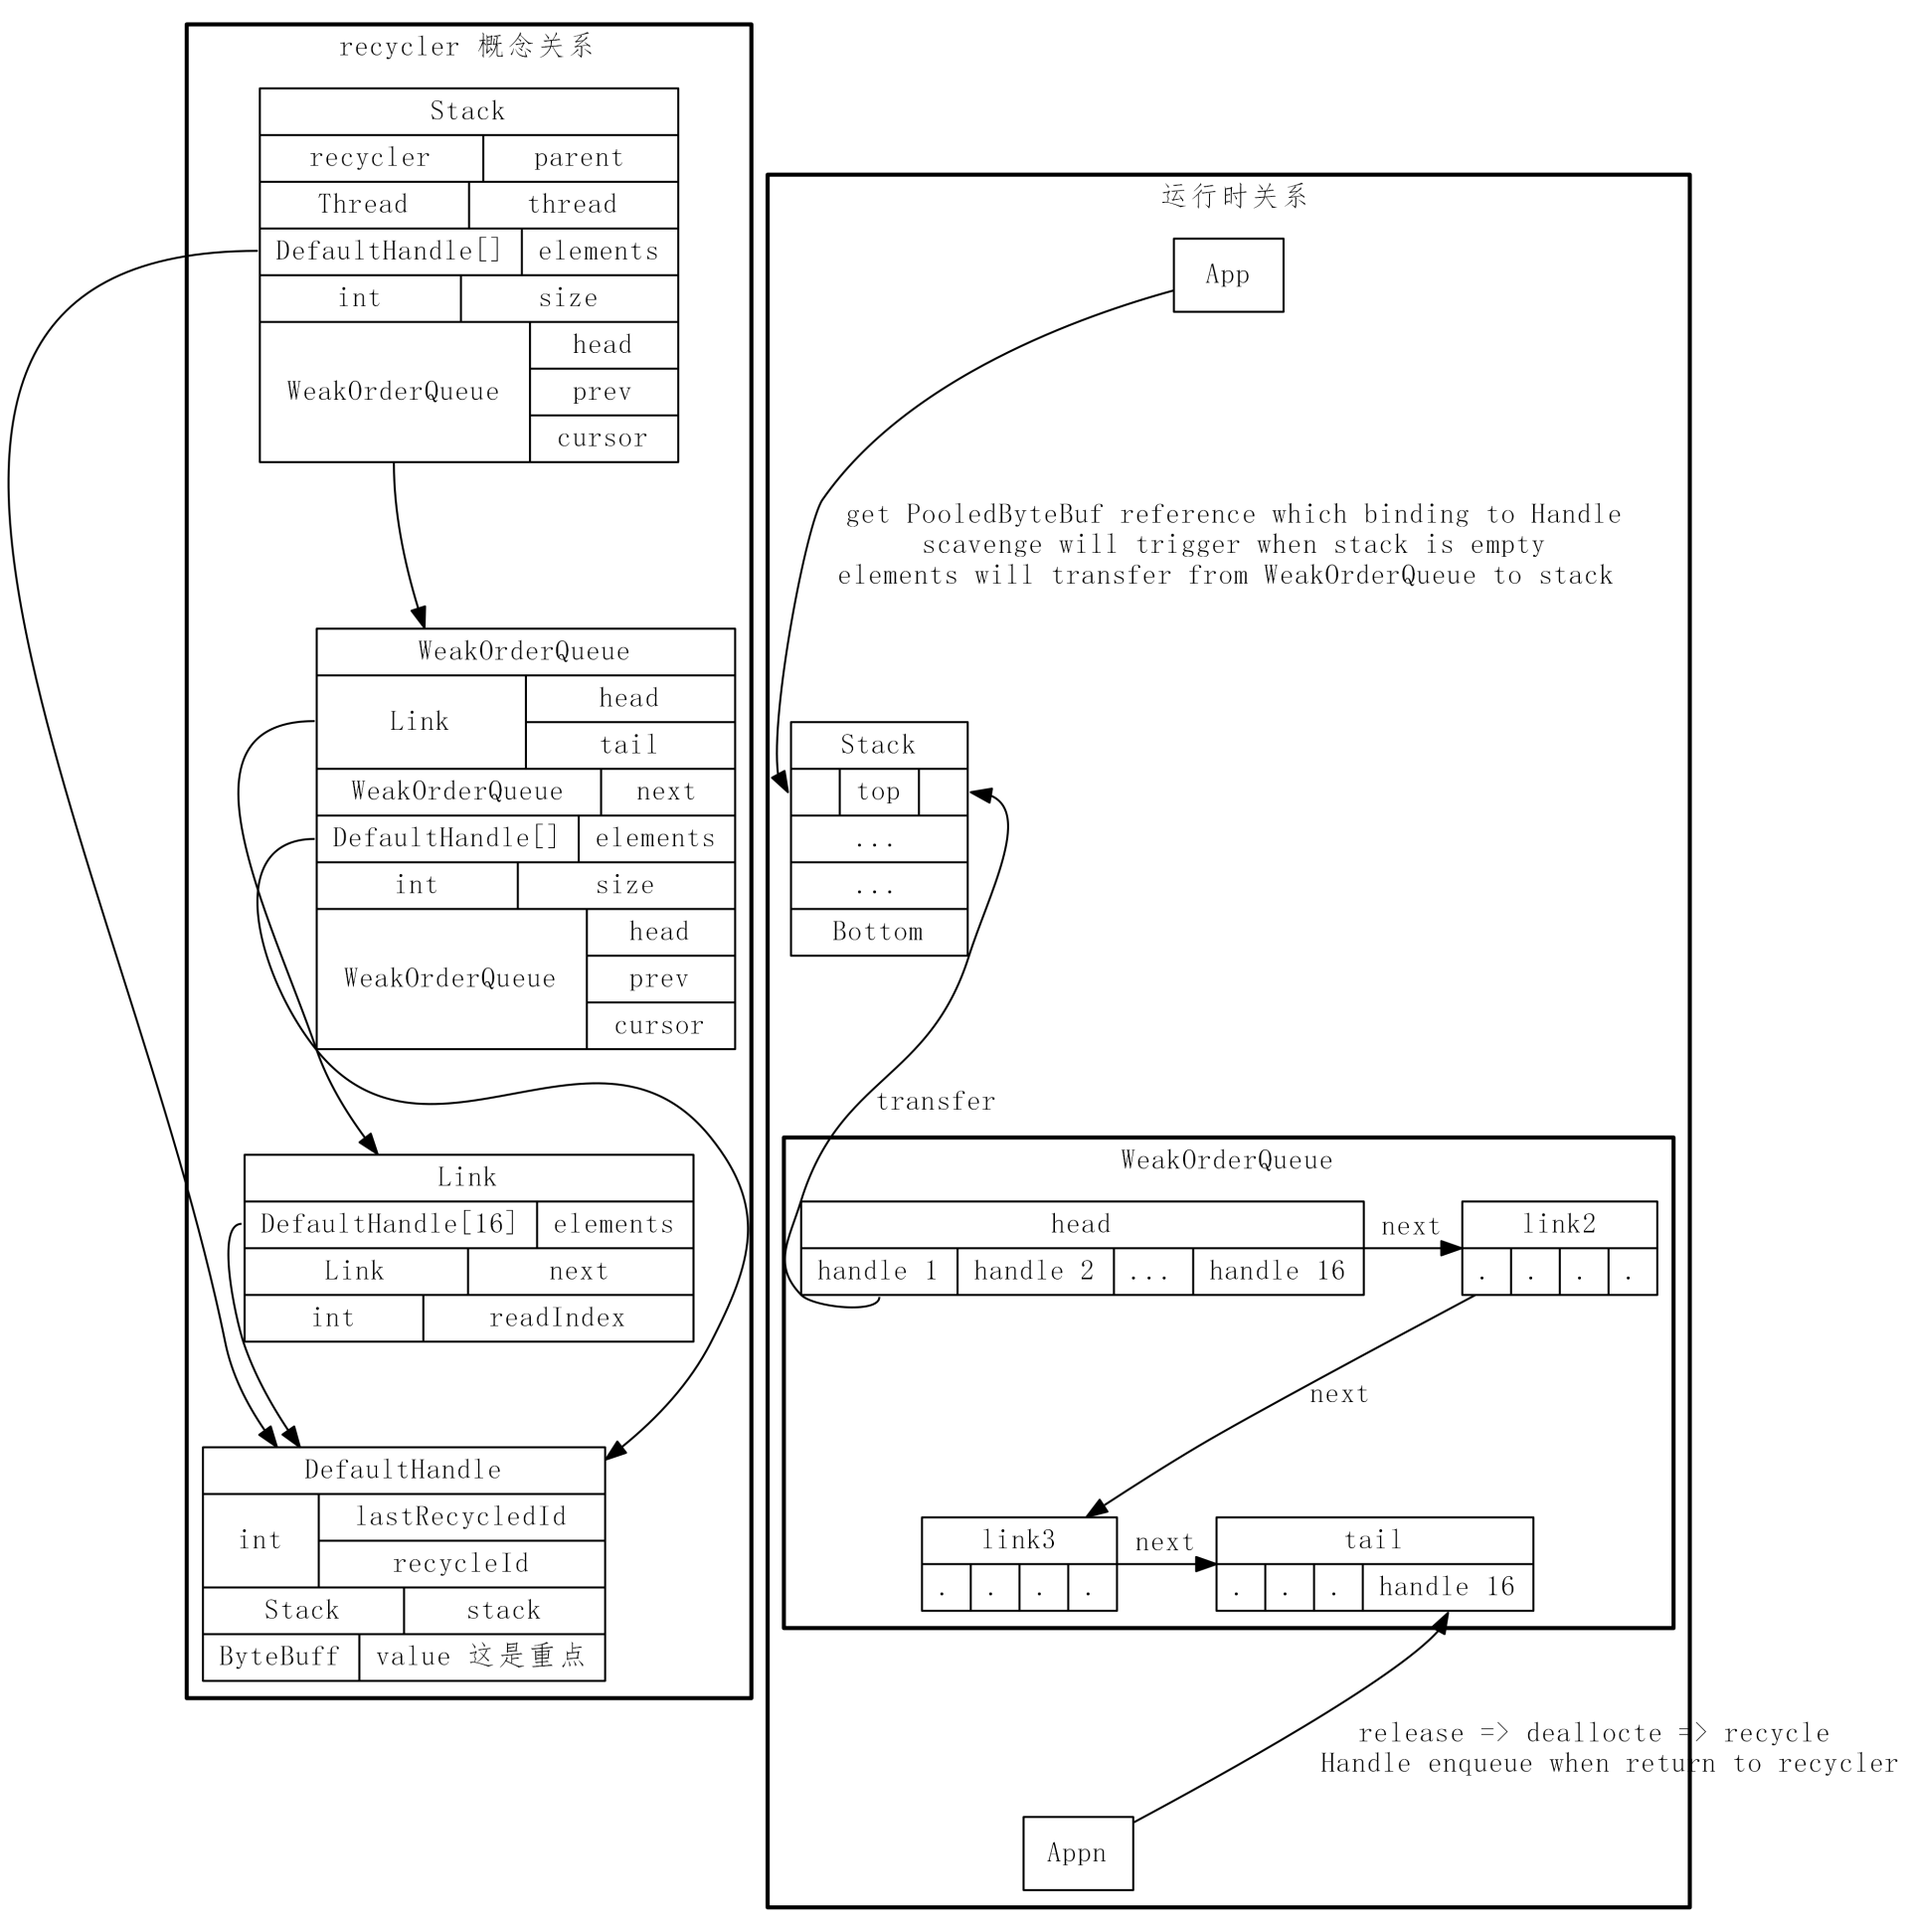 recycler 概念关系
Stack
recycler parent
Thread thread
DefaultHandle[] elements
int size
WeakOrderQueue
head
prev
cursor
WeakOrderQueue
Link
head
tail
WeakOrderQueue next
DefaultHandle[] elements
int size
WeakOrderQueue
head
prev
cursor
Link
DefaultHandle[16] elements
Link next
int readIndex
DefaultHandle
int
lastRecycledId
recycleId
Stack stack
ByteBuff value 这是重点
运行时关系
App
get PooledByteBuf reference which binding to Handle
scavenge will trigger when stack is empty
elements will transfer from WeakOrderQueue to stack
Stack
top
...
...
Bottom
transfer
WeakOrderQueue
head
handle 1 handle 2 ... handle 16
next
link2
. . . .
next
link3
. . . .
next
tail
. . . handle 16
release => deallocte => recycle
Handle enqueue when return to recycler
Appn